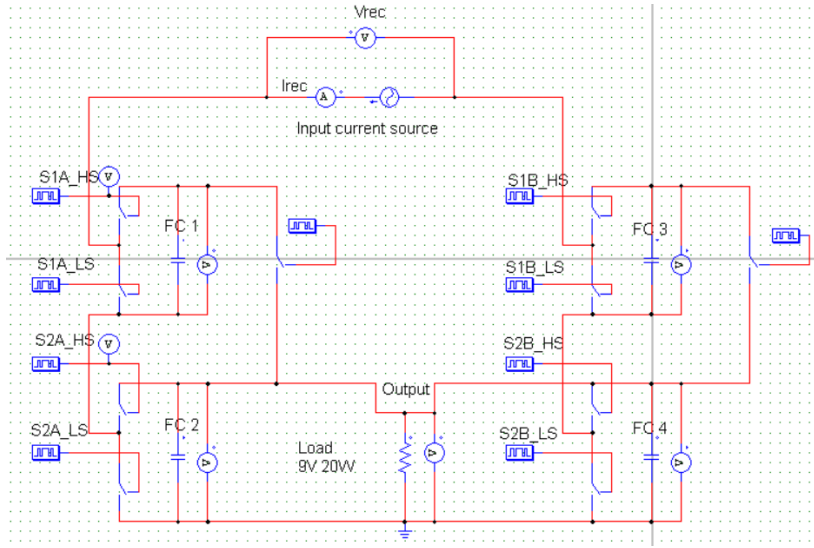 Vrec
V
Irec
A
Input current source
S1A_HS
V
S1B_HS
FC 1
FC 3
S1A_LS
V
S1B_LS
V
S2A_HS
V
S2B_HS
Output
S2A_LS
FC 2
S2B_LS
FC 4
Load
9V 20W
V
V
V